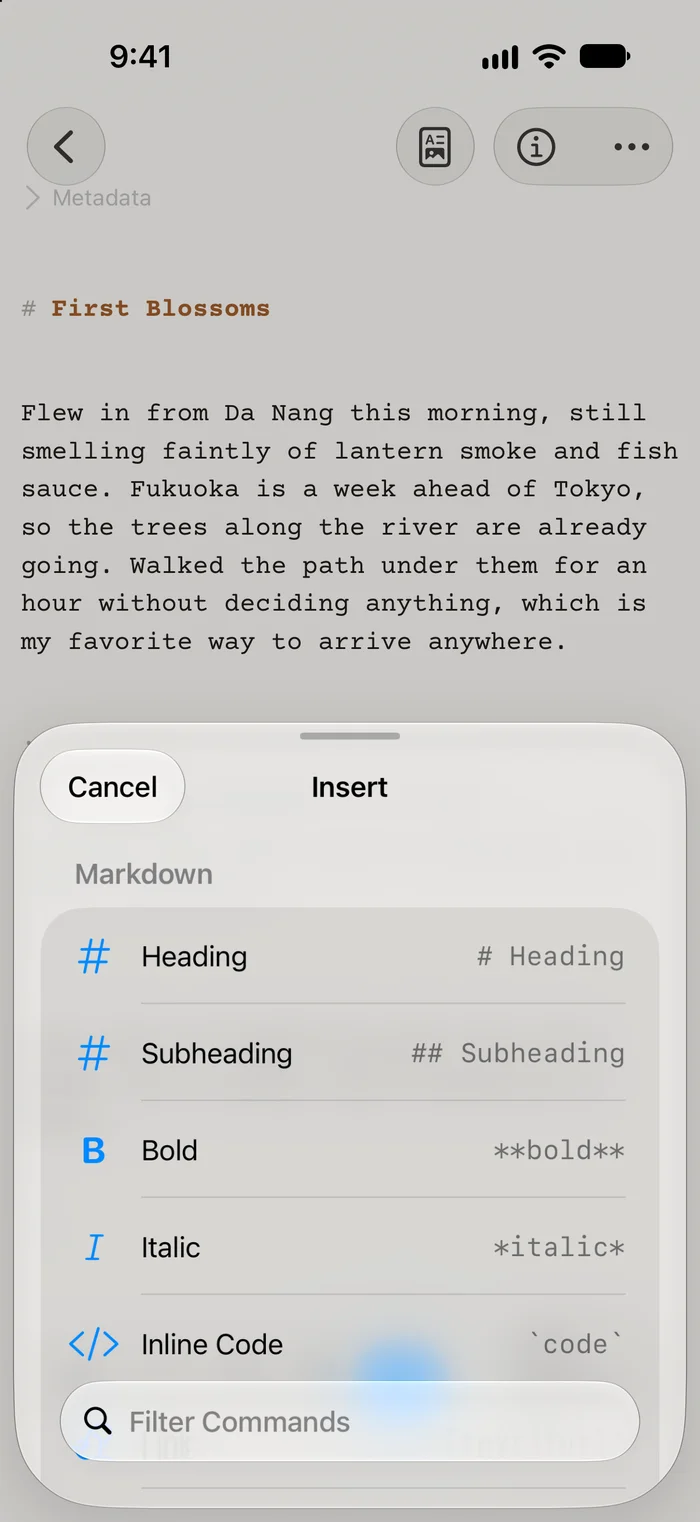 9:41
Metadata
# First Blossoms
Flew in from Da Nang this morning, still
smelling faintly of lantern smoke and fish
sauce. Fukuoka is a week ahead of Tokyo,
so the trees along the river are already
going. Walked the path under them for an
hour without deciding anything, which is
my favorite way to arrive anywhere.
Cancel
Insert
Markdown
# Heading # Heading
# Subheading ## Subheading
B Bold **bold**
I Italic *italic*
</> Inline Code `code`
Filter Commands